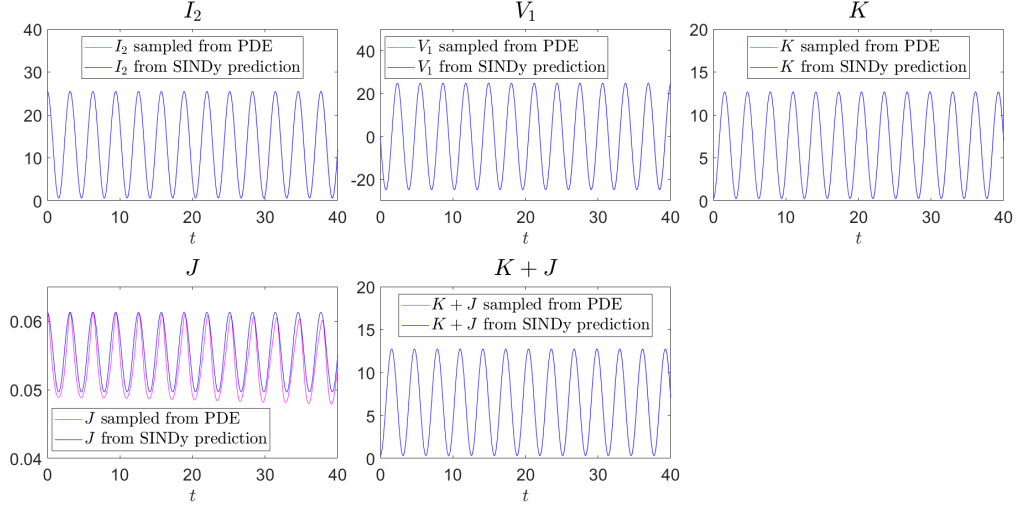 I₂
40
30
20
10
0
I₂ sampled from PDE
I₂ from SINDy prediction
0 10 20 30 40
t
V₁
40
20
0
-20
V₁ sampled from PDE
V₁ from SINDy prediction
0 10 20 30 40
t
K
20
15
10
5
0
K sampled from PDE
K from SINDy prediction
0 10 20 30 40
t
J
0.06
0.05
0.04
J sampled from PDE
J from SINDy prediction
0 10 20 30 40
t
K + J
20
15
10
5
0
K + J sampled from PDE
K + J from SINDy prediction
0 10 20 30 40
t